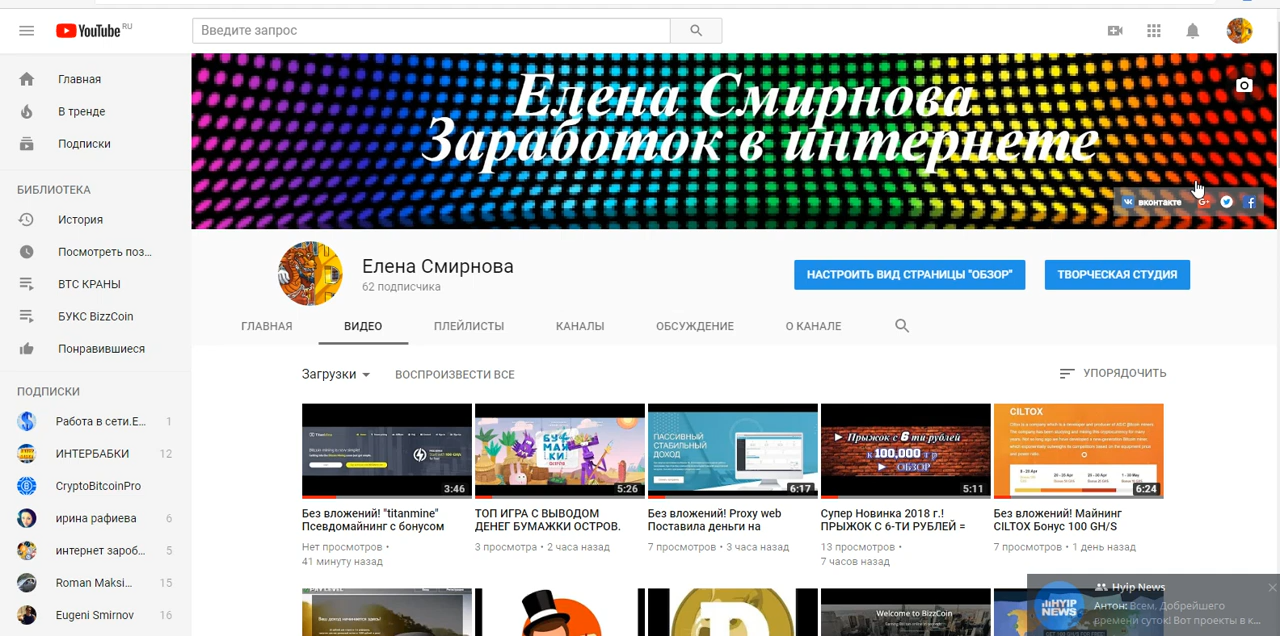 YouTube RU
Введите запрос
Елена Смирнова
Заработок в интернете
вконтакте
Главная
В тренде
Подписки
БИБЛИОТЕКА
История
Посмотреть поз...
ВТС КРАНЫ
БУКС BizzCoin
Понравившиеся
ПОДПИСКИ
Работа в сети.Е... 1
ИНТЕРБАБКИ 12
CryptoBitcoinPro
ирина рафиева 6
интернет зараб... 5
Roman Maksi... 15
Eugeni Smirnov 16
Елена Смирнова
62 подписчика
НАСТРОИТЬ ВИД СТРАНИЦЫ "ОБЗОР"
ТВОРЧЕСКАЯ СТУДИЯ
ГЛАВНАЯ ВИДЕО ПЛЕЙЛИСТЫ КАНАЛЫ ОБСУЖДЕНИЕ О КАНАЛЕ
Загрузки ВОСПРОИЗВЕСТИ ВСЕ
УПОРЯДОЧИТЬ
3:46
Без вложений! "titanmine"
Псевдомайнинг с бонусом
Нет просмотров •
41 минуту назад
5:26
ТОП ИГРА С ВЫВОДОМ
ДЕНЕГ БУМАЖКИ ОСТРОВ.
3 просмотра • 2 часа назад
ПАССИВНЫЙ
СТАБИЛЬНЫЙ
ДОХОД
6:17
Без вложений! Proxy web
Поставила деньги на
7 просмотров • 3 часа назад
Прыжок с 6 ти рублей
к 100,000 т р
ОБЗОР
5:11
Супер Новинка 2018 г.!
ПРЫЖОК С 6-ТИ РУБЛЕЙ =
13 просмотров •
7 часов назад
CILTOX
6:24
Без вложений! Майнинг
CILTOX Бонус 100 GH/S
7 просмотров • 1 день назад
Welcome to BizzCoin
HYIP
NEWS
Hyip News
Антон: Всем, Добрейшего
времени суток! Вот проекты в к...